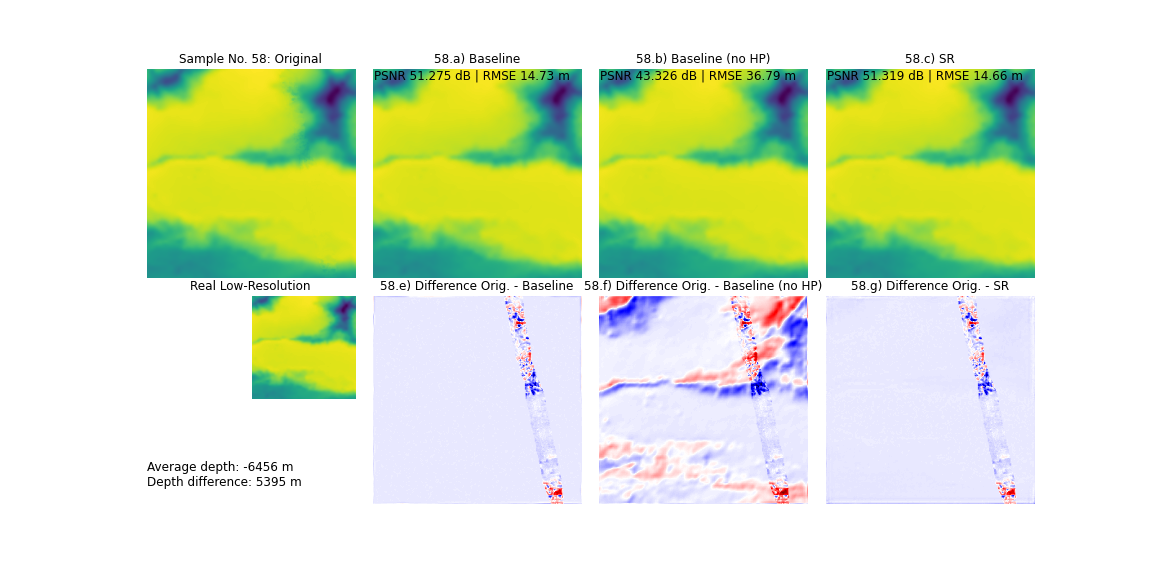 Sample No. 58: Original
58.a) Baseline
58.b) Baseline (no HP)
58.c) SR
PSNR 51.275 dB | RMSE 14.73 m
PSNR 43.326 dB | RMSE 36.79 m
PSNR 51.319 dB | RMSE 14.66 m
Real Low-Resolution
58.e) Difference Orig. - Baseline
58.f) Difference Orig. - Baseline (no HP)
58.g) Difference Orig. - SR
Average depth: -6456 m
Depth difference: 5395 m